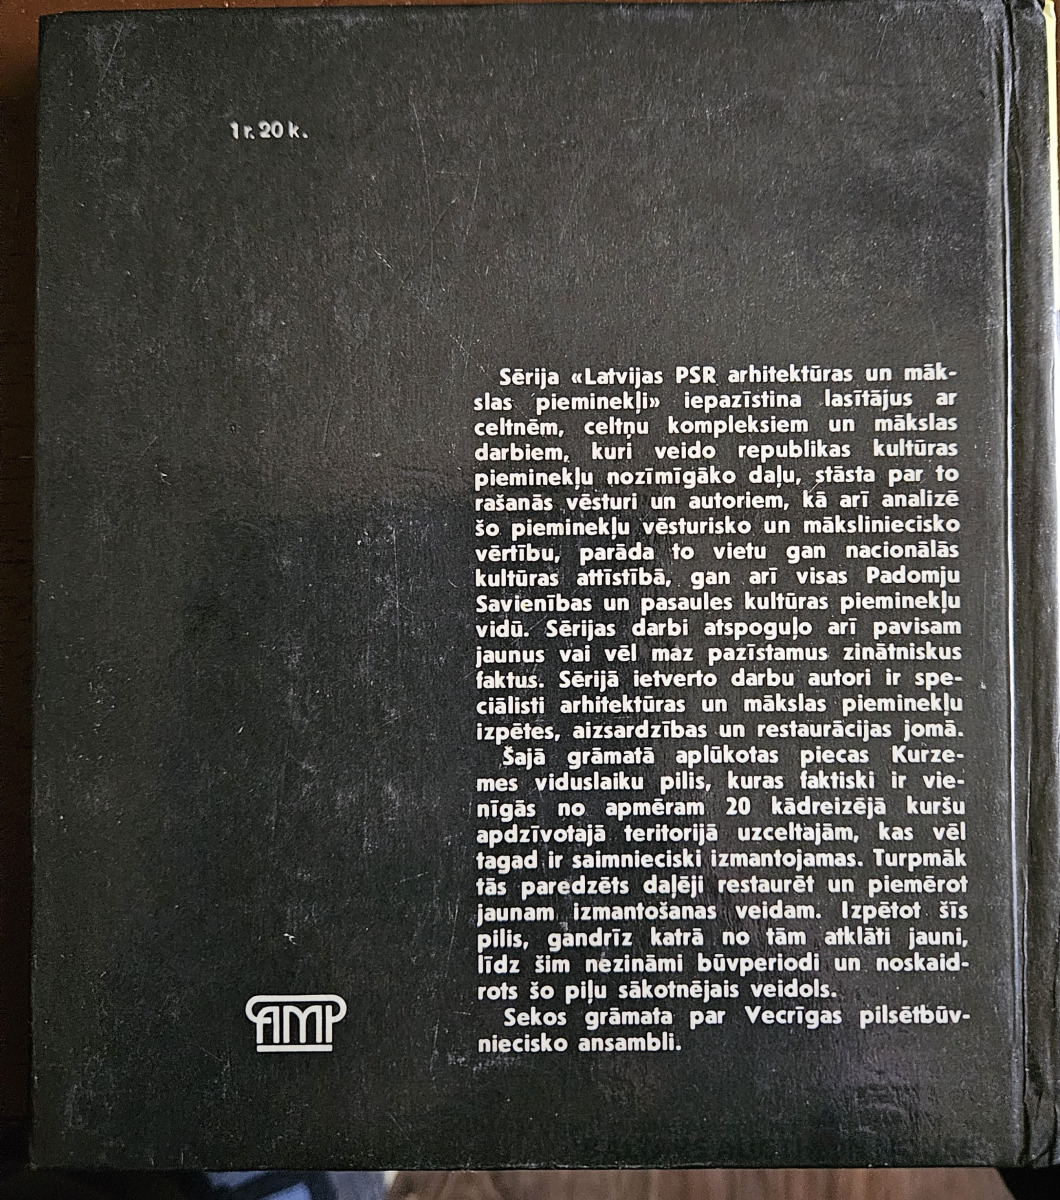 1 r. 20 k.
Sērija «Latvijas PSR arhitektūras un māk-
slas pieminekļi» iepazīstina lasītājus ar
celtnēm, celtņu kompleksiem un mākslas
darbiem, kuri veido republikas kultūras
pieminekļu nozīmīgāko daļu, stāsta par to
rašanās vēsturi un autoriem, kā arī analizē
šo pieminekļu vēsturisko un māksliniecisko
vērtību, parāda to vietu gan nacionālās
kultūras attīstībā, gan arī visas Padomju
Savienības un pasaules kultūras pieminekļu
vidū. Sērijas darbi atspoguļo arī pavisam
jaunus vai vēl maz pazīstamus zinātniskus
faktus. Sērijā ietverto darbu autori ir spe-
ciālisti arhitektūras un mākslas pieminekļu
izpētes, aizsardzības un restaurācijas jomā.
Šajā grāmatā aplūkotas piecas Kurze-
mes viduslaiku pilis, kuras faktiski ir vie-
nīgās no apmēram 20 kādreizējā kuršu
apdzīvotajā teritorijā uzceltajām, kas vēl
tagad ir saimnieciski izmantojamas. Turpmāk
tās paredzēts daļēji restaurēt un piemērot
jaunam izmantošanas veidam. Izpētot šīs
pilis, gandrīz katrā no tām atklāti jauni,
līdz šim nezināmi būvperiodi un noskaid-
rots šo piļu sākotnējais veidols.
Sekos grāmata par Vecrīgas pilsētbūv-
niecisko ansambli.
AMP